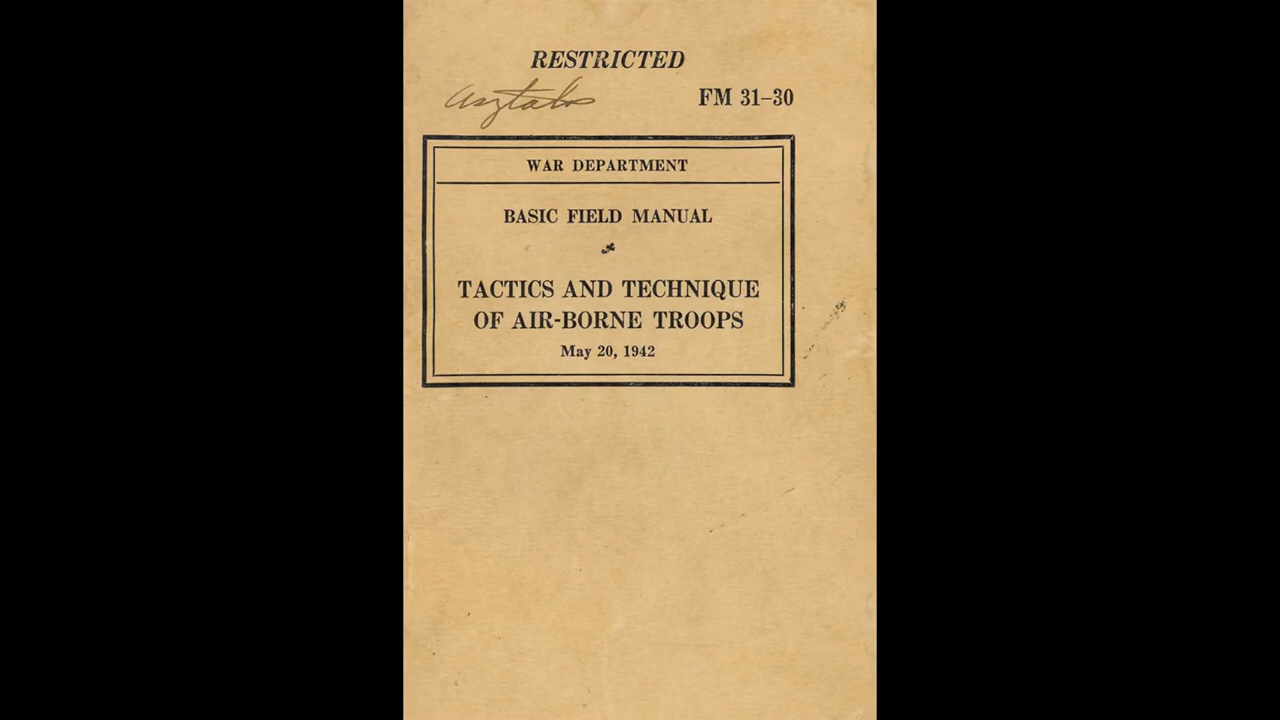 RESTRICTED
FM 31–30
WAR DEPARTMENT
BASIC FIELD MANUAL
TACTICS AND TECHNIQUE
OF AIR-BORNE TROOPS
May 20, 1942